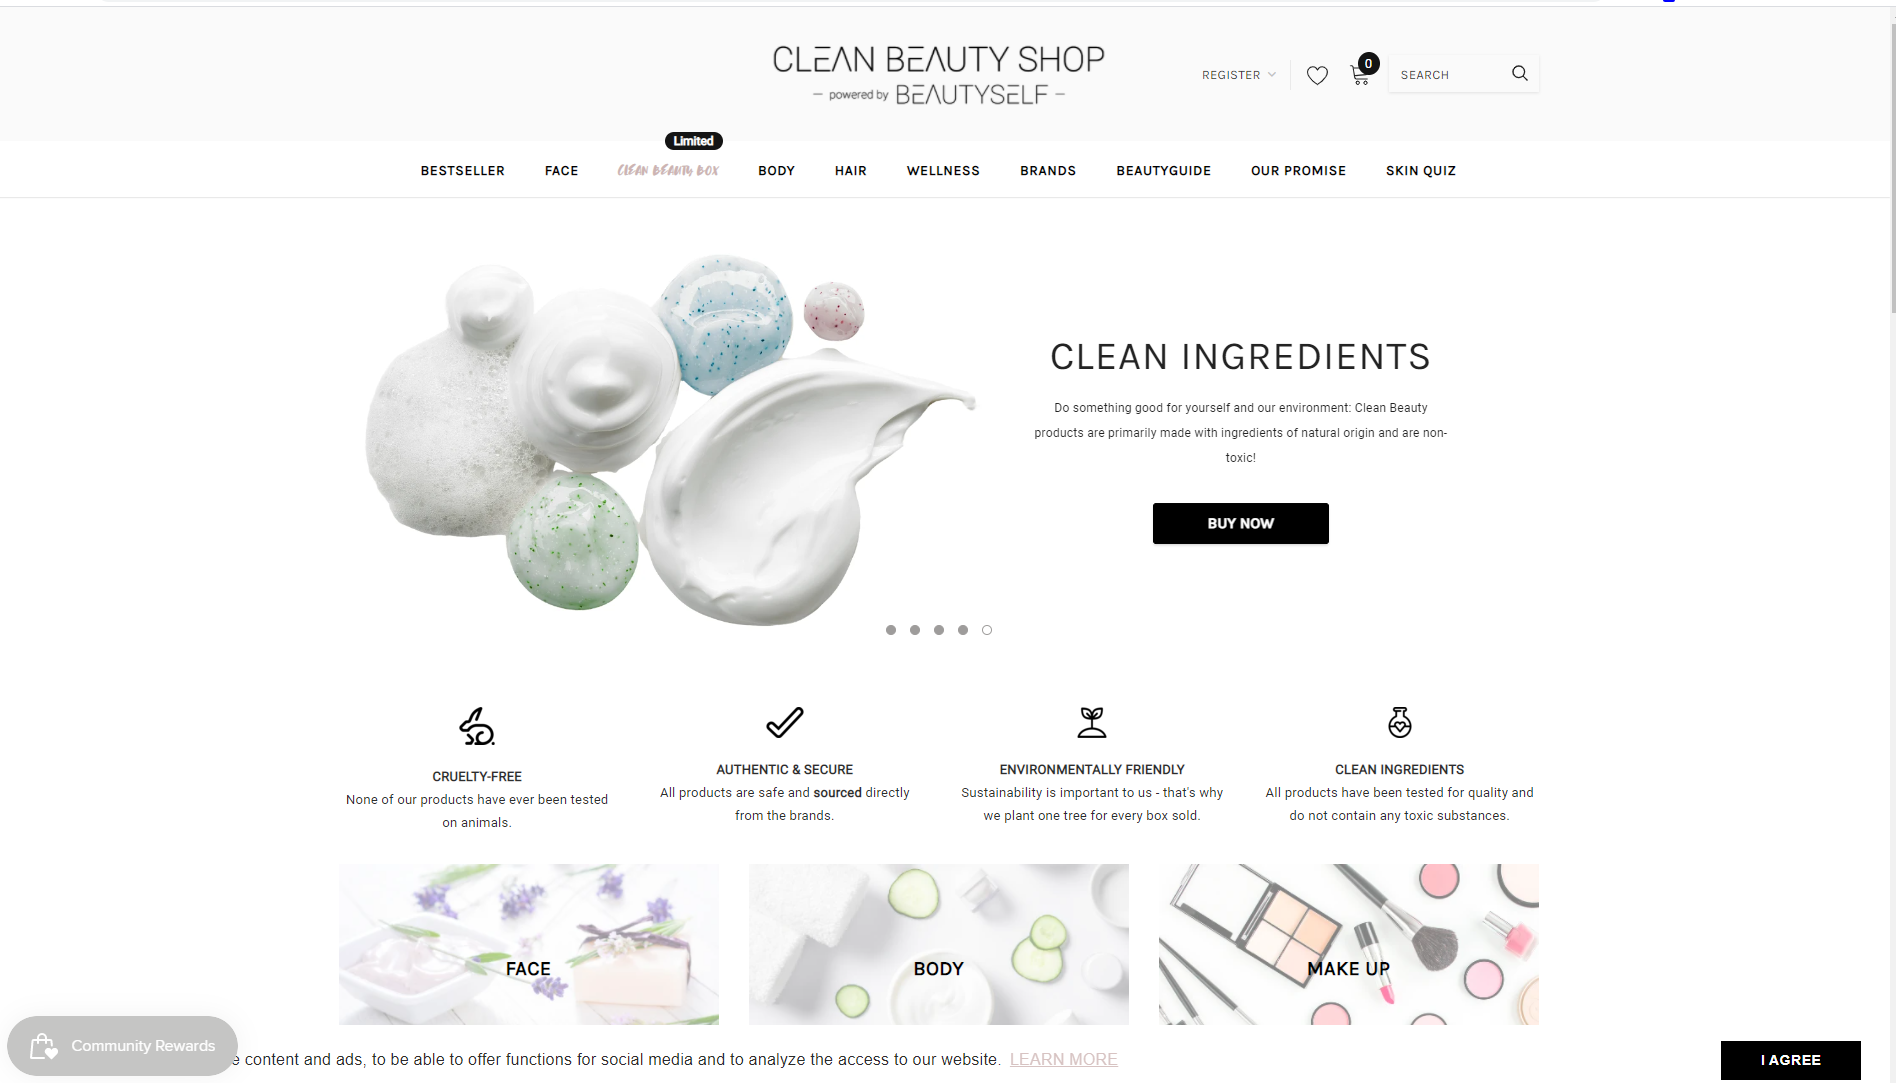 CLEAN BEAUTY SHOP
– powered by BEAUTYSELF –
REGISTER
0
SEARCH
Limited
BESTSELLER FACE CLEAN BEAUTY BOX BODY HAIR WELLNESS BRANDS BEAUTYGUIDE OUR PROMISE SKIN QUIZ
CLEAN INGREDIENTS
Do something good for yourself and our environment: Clean Beauty
products are primarily made with ingredients of natural origin and are non-
toxic!
BUY NOW
CRUELTY-FREE
None of our products have ever been tested
on animals.
AUTHENTIC & SECURE
All products are safe and sourced directly
from the brands.
ENVIRONMENTALLY FRIENDLY
Sustainability is important to us - that's why
we plant one tree for every box sold.
CLEAN INGREDIENTS
All products have been tested for quality and
do not contain any toxic substances.
FACE
BODY
MAKE UP
Community Rewards
e content and ads, to be able to offer functions for social media and to analyze the access to our website. LEARN MORE
I AGREE